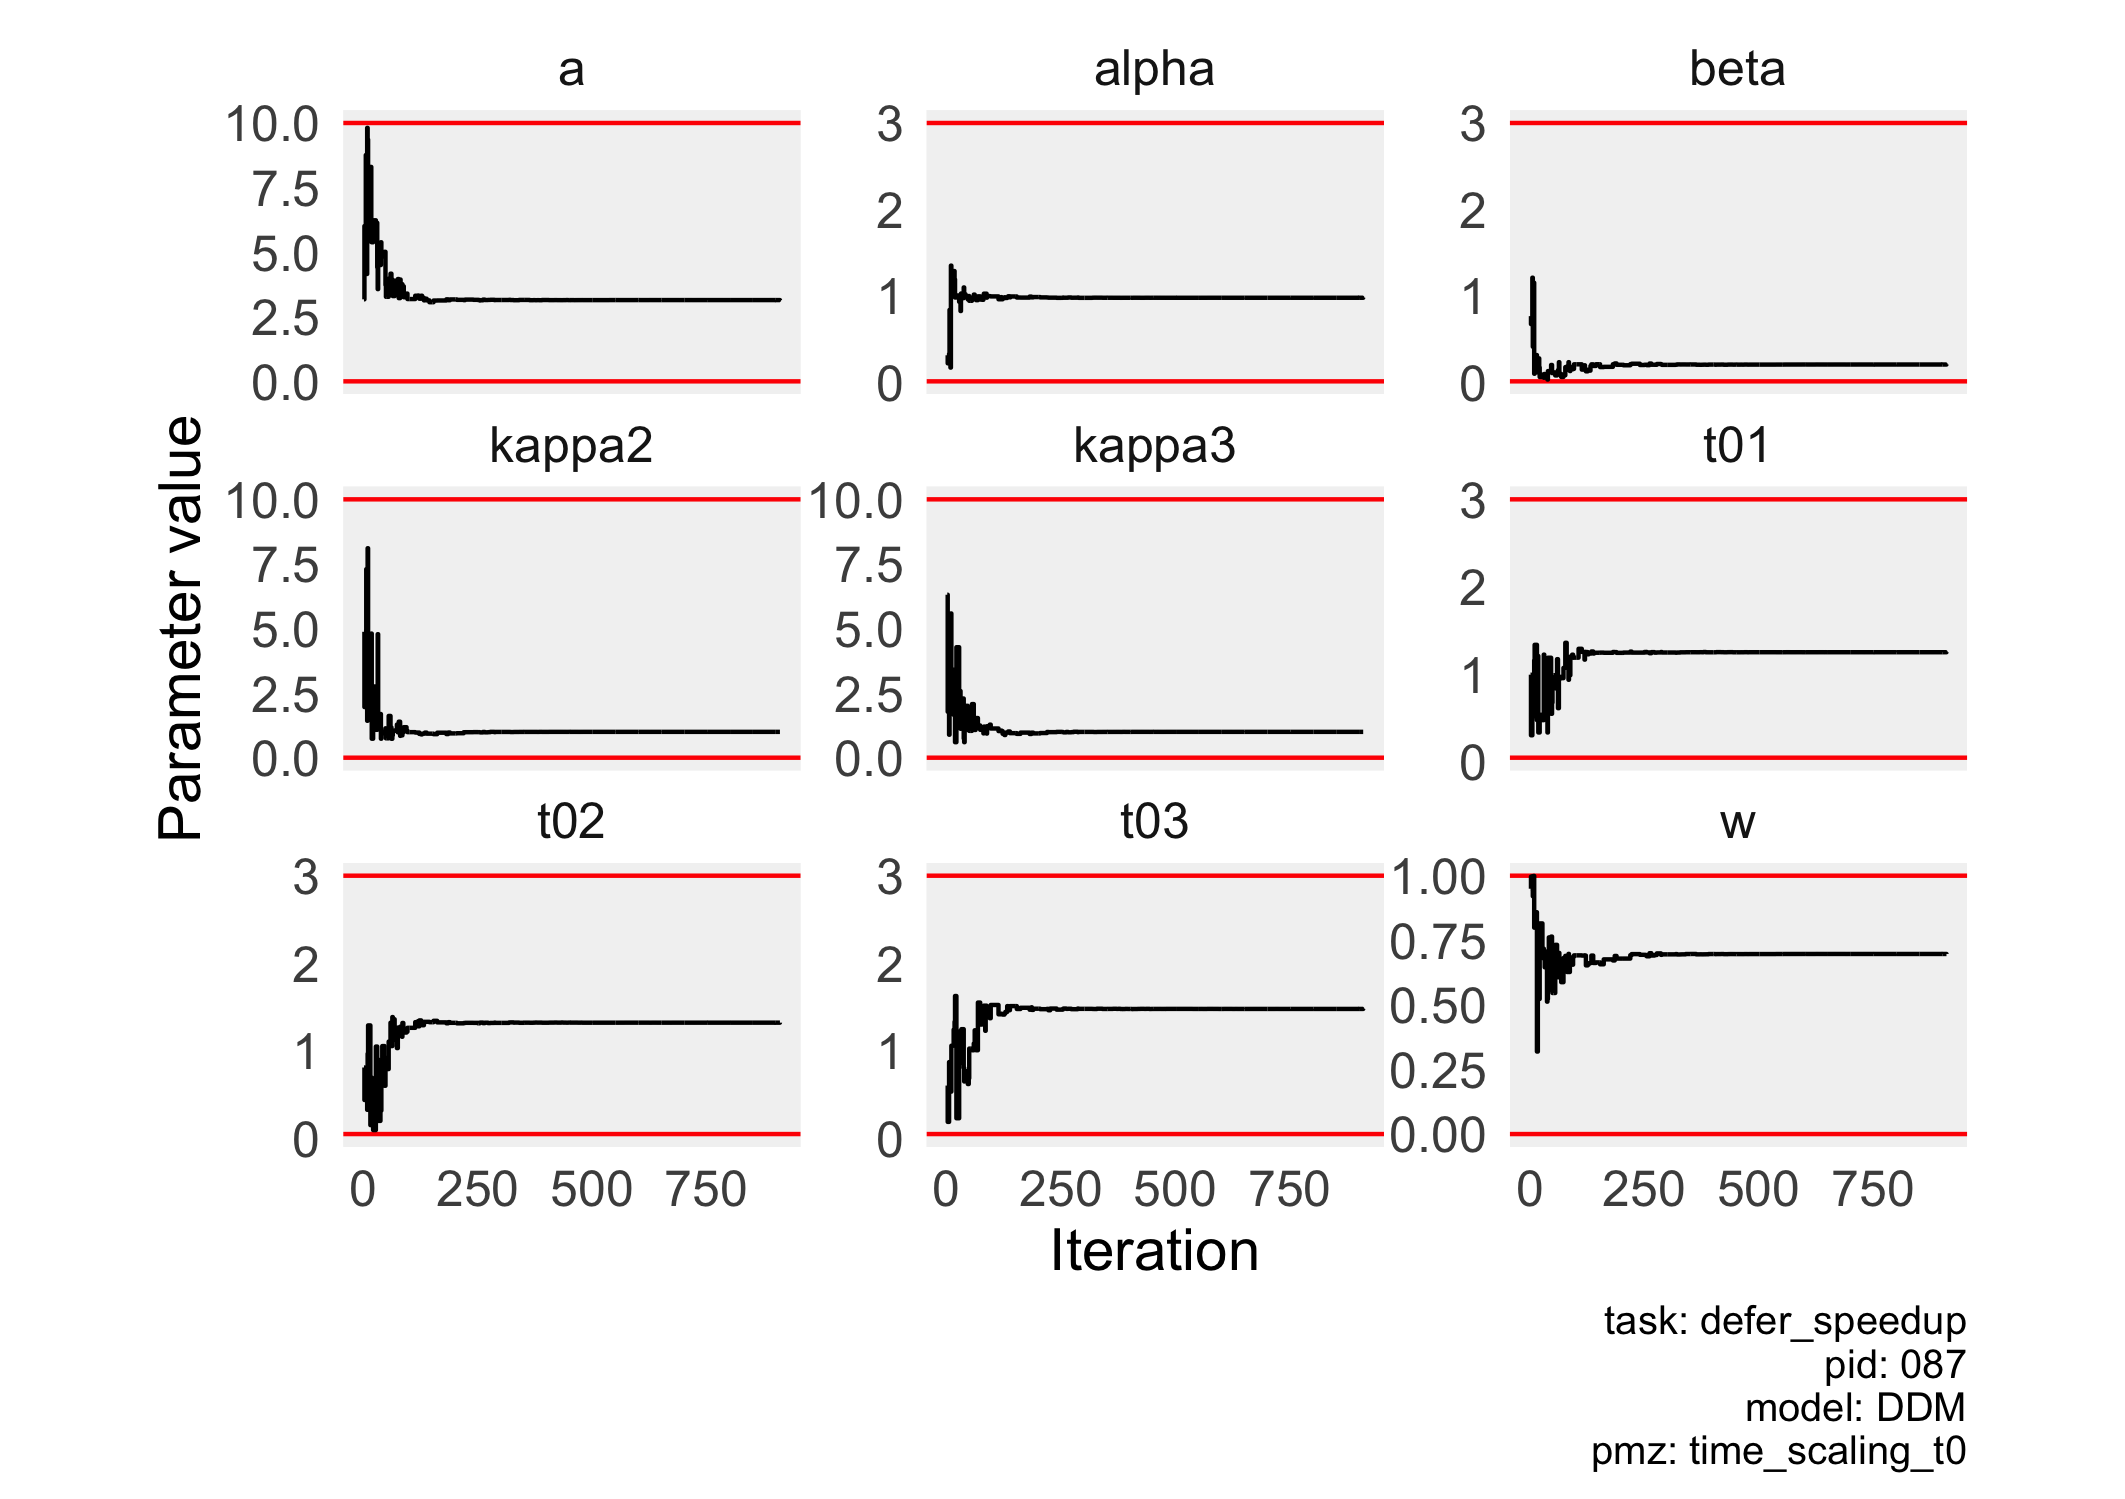 a alpha beta
10.0 3 3
7.5 2 2
5.0 1 1
2.5 0 0
0.0
kappa2 kappa3 t01
10.0 10.0 3
7.5 7.5 2
5.0 5.0 1
2.5 2.5 0
0.0 0.0
t02 t03 w
3 3 1.00
2 2 0.75
1 1 0.50
0 0 0.25
0.00
0 250 500 750 0 250 500 750 0 250 500 750
Parameter value
Iteration
task: defer_speedup
pid: 087
model: DDM
pmz: time_scaling_t0